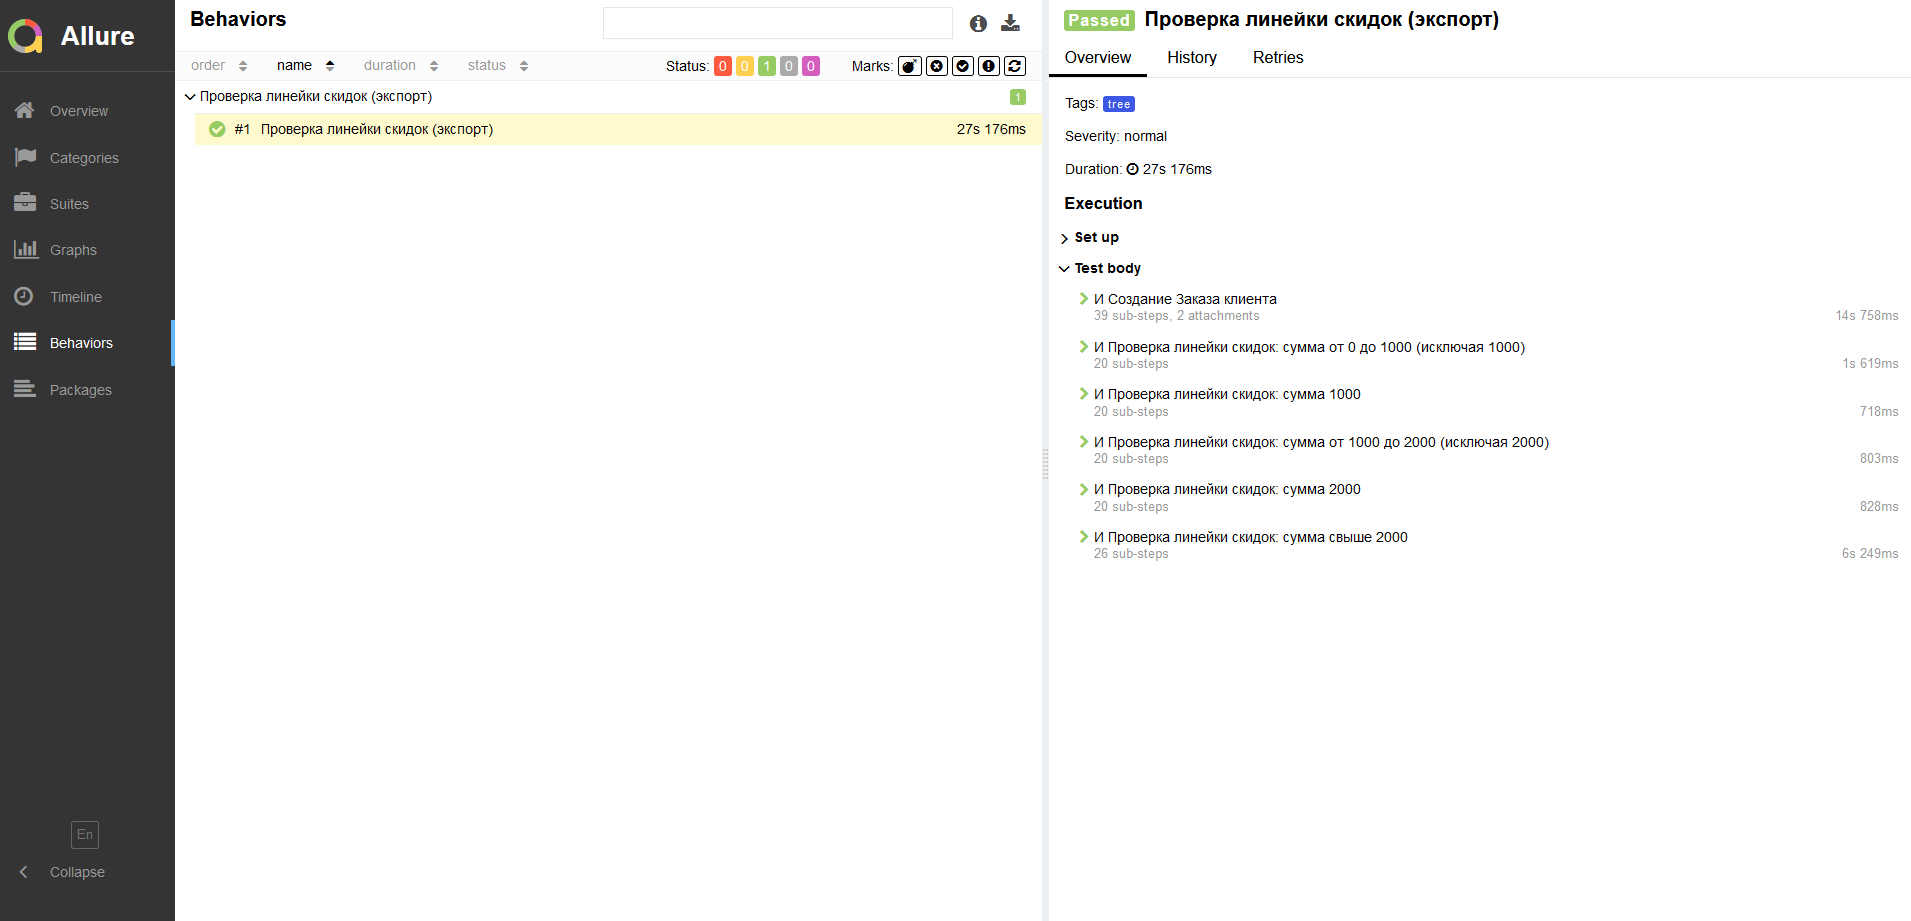 Allure
Overview
Categories
Suites
Graphs
Timeline
Behaviors
Packages
En
Collapse
Behaviors
order name duration status Status: 0 0 1 0 0 Marks:
Проверка линейки скидок (экспорт) 1
#1 Проверка линейки скидок (экспорт) 27s 176ms
Passed Проверка линейки скидок (экспорт)
Overview History Retries
Tags: tree
Severity: normal
Duration: 27s 176ms
Execution
Set up
Test body
И Создание Заказа клиента
39 sub-steps, 2 attachments 14s 758ms
И Проверка линейки скидок: сумма от 0 до 1000 (исключая 1000)
20 sub-steps 1s 619ms
И Проверка линейки скидок: сумма 1000
20 sub-steps 718ms
И Проверка линейки скидок: сумма от 1000 до 2000 (исключая 2000)
20 sub-steps 803ms
И Проверка линейки скидок: сумма 2000
20 sub-steps 828ms
И Проверка линейки скидок: сумма свыше 2000
26 sub-steps 6s 249ms